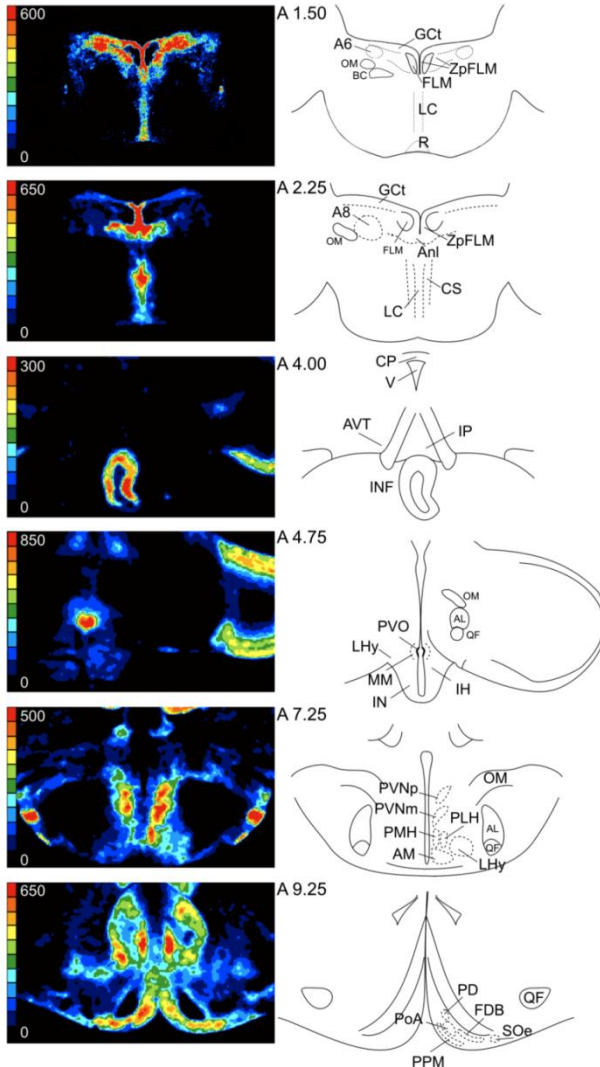 600
A 1.50
A6
GCt
OM
BC
ZpFLM
FLM
LC
R
0
650
A 2.25
GCt
A8
OM
FLM
ZpFLM
Anl
CS
LC
0
300
A 4.00
CP
V
AVT
IP
INF
0
850
A 4.75
OM
AL
PVO
QF
LHy
MM
IH
IN
0
500
A 7.25
PVNp
OM
PVNm
PLH
AL
PMH
QF
AM
LHy
0
650
A 9.25
PD
QF
FDB
PoA
SOe
PPM
0